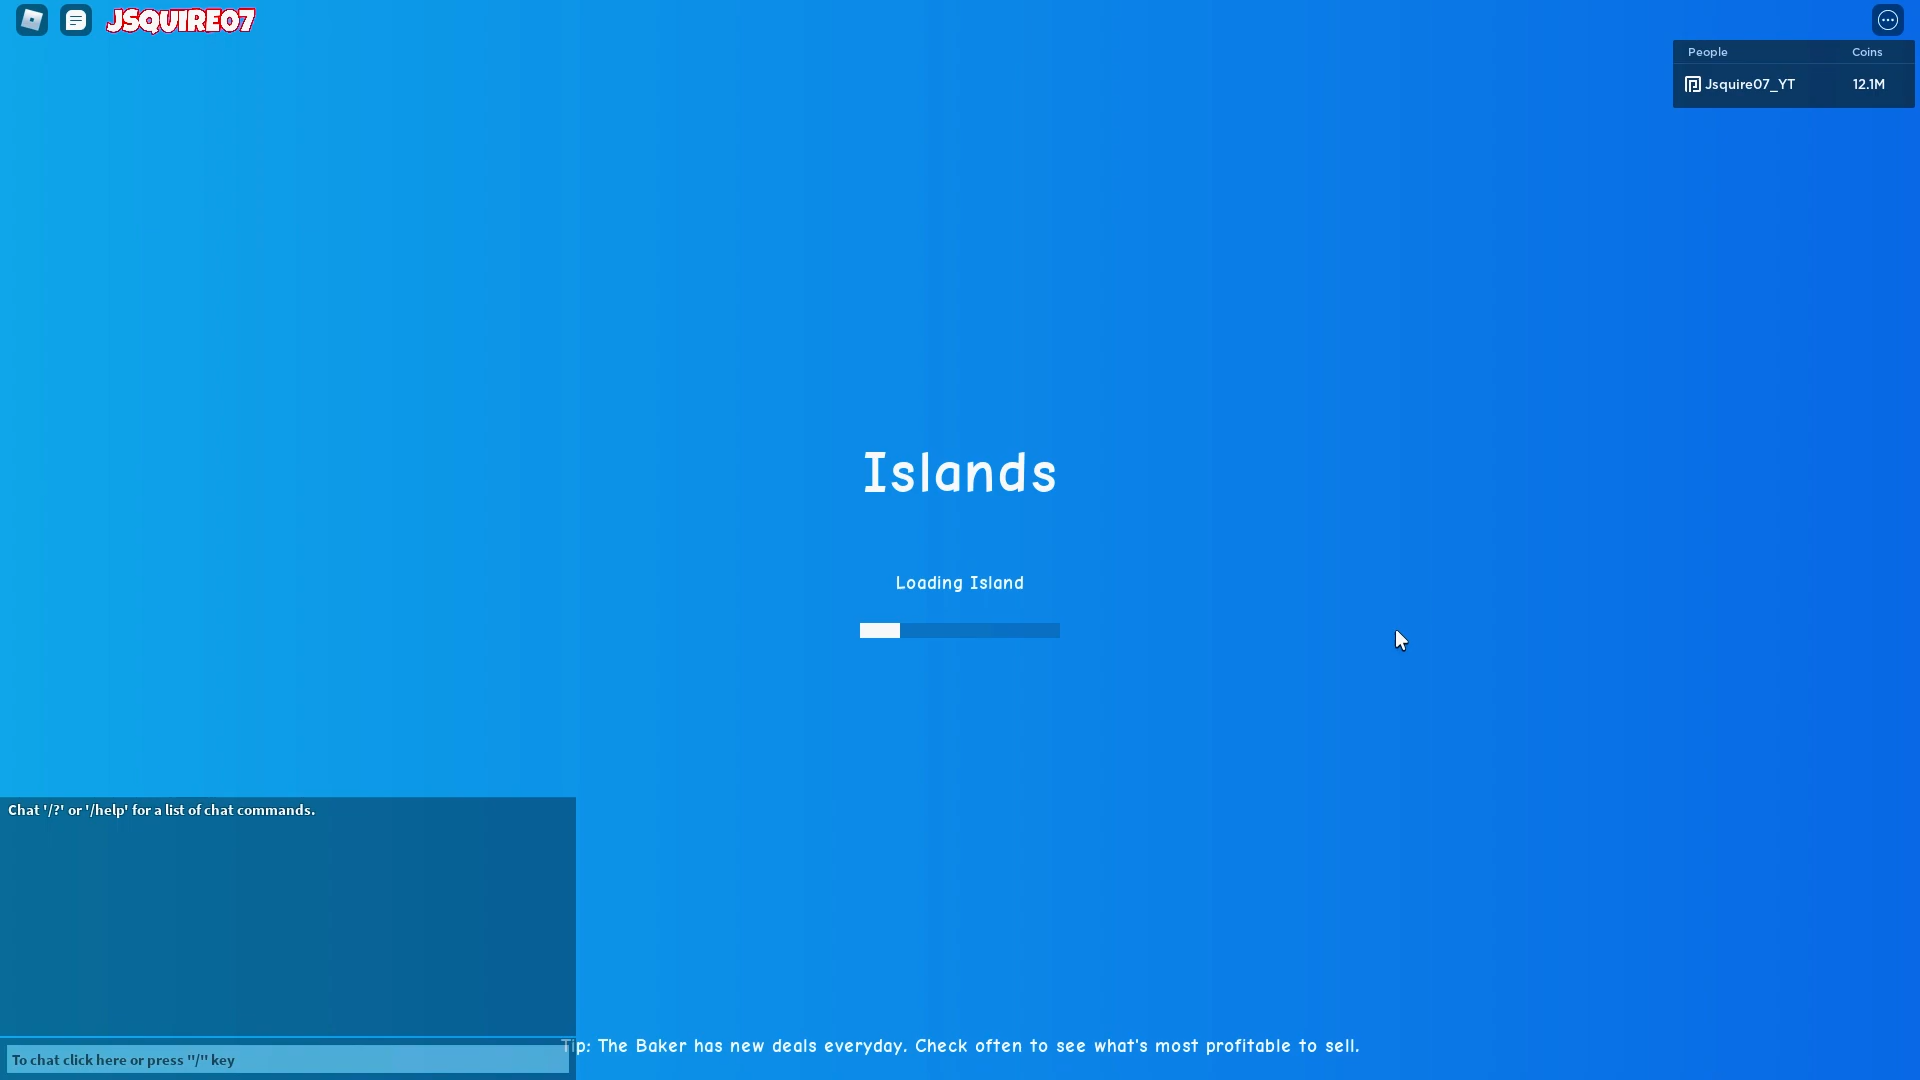 JSQUIRE07
People Coins
Jsquire07_YT 12.1M
Islands
Loading Island
Chat '/?' or '/help' for a list of chat commands.
Tip: The Baker has new deals everyday. Check often to see what's most profitable to sell.
To chat click here or press "/" key